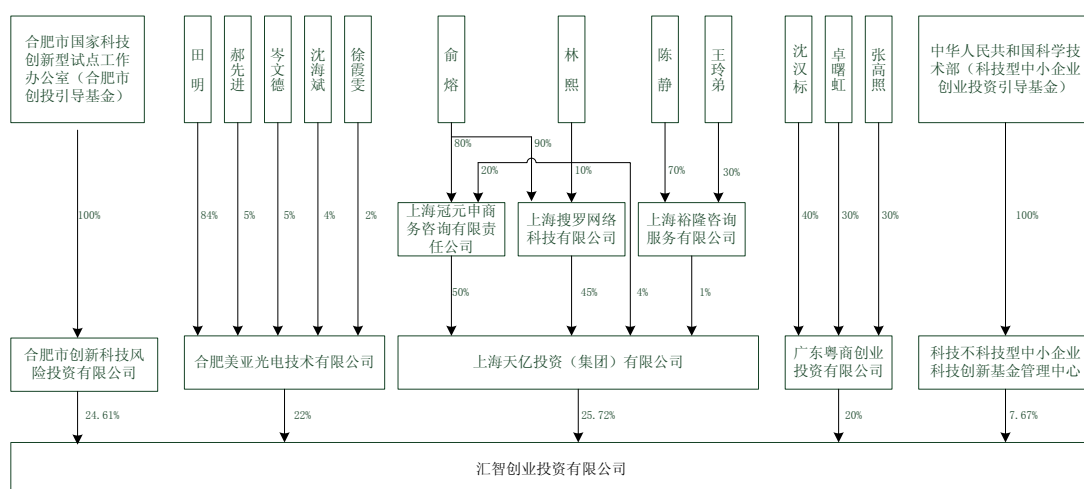 合肥市国家科技
创新型试点工作
办公室（合肥市
创投引导基金）
田明
郝先进
岑文德
沈海斌
徐霞雯
俞熔
林熙
陈静
王玲弟
沈汉标
卓曙虹
张高照
中华人民共和国科学技
术部（科技型中小企业
创业投资引导基金）
80%
90%
20%
10%
70%
30%
100%
84%
5%
5%
4%
2%
上海冠元申商
务咨询有限责
任公司
上海搜罗网络
科技有限公司
上海裕隆咨询
服务有限公司
40%
30%
30%
100%
50%
45%
4%
1%
合肥市创新科技风
险投资有限公司
合肥美亚光电技术有限公司
上海天亿投资（集团）有限公司
广东粤商创业
投资有限公司
科技不科技型中小企业
科技创新基金管理中心
24.61%
22%
25.72%
20%
7.67%
汇智创业投资有限公司